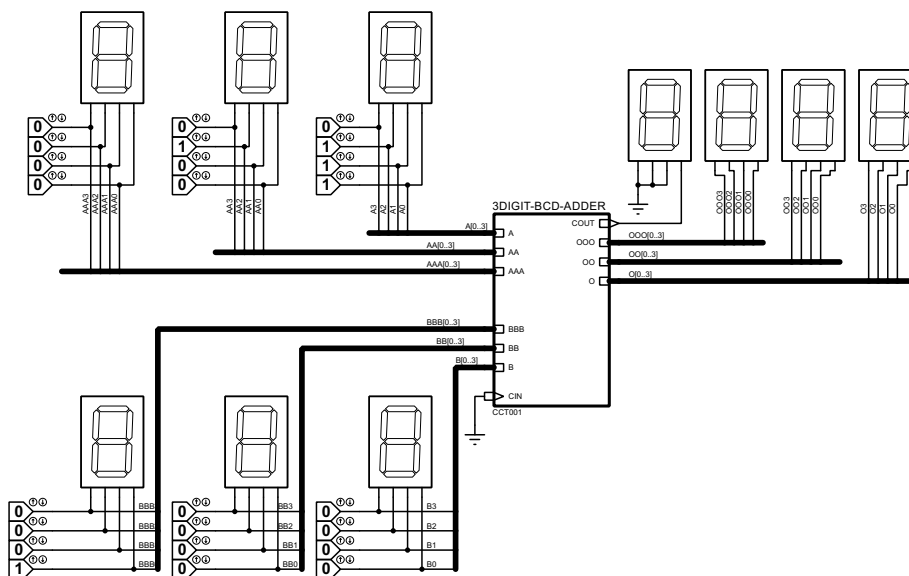 0
0
0
0
0
1
0
0
0
1
1
1
AAA3
AAA2
AAA1
AAA0
AA3
AA2
AA1
AA0
A3
A2
A1
A0
A[0..3]
AA[0..3]
AAA[0..3]
BBB[0..3]
BB[0..3]
B[0..3]
3DIGIT-BCD-ADDER
A
AA
AAA
BBB
BB
B
CIN
COUT
OOO
OO
O
CCT001
OOO[0..3]
OO[0..3]
O[0..3]
OOO3
OOO2
OOO1
OOO0
OO3
OO2
OO1
OO0
O3
O2
O1
O0
0
BBB
0
BBB
0
BBB
1
BBB
0
BB3
0
BB2
0
BB1
0
BB0
0
B3
0
B2
0
B1
0
B0